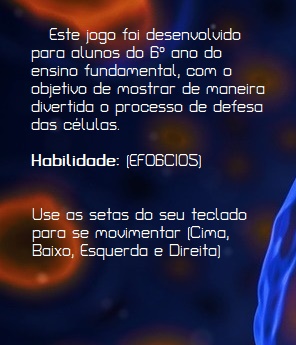 Este jogo foi desenvolvido
para alunos do 6º ano do
ensino fundamental, com o
objetivo de mostrar de maneira
divertida o processo de defesa
das células.
Habilidade: (EF06CI05)
Use as setas do seu teclado
para se movimentar (Cima,
Baixo, Esquerda e Direita)